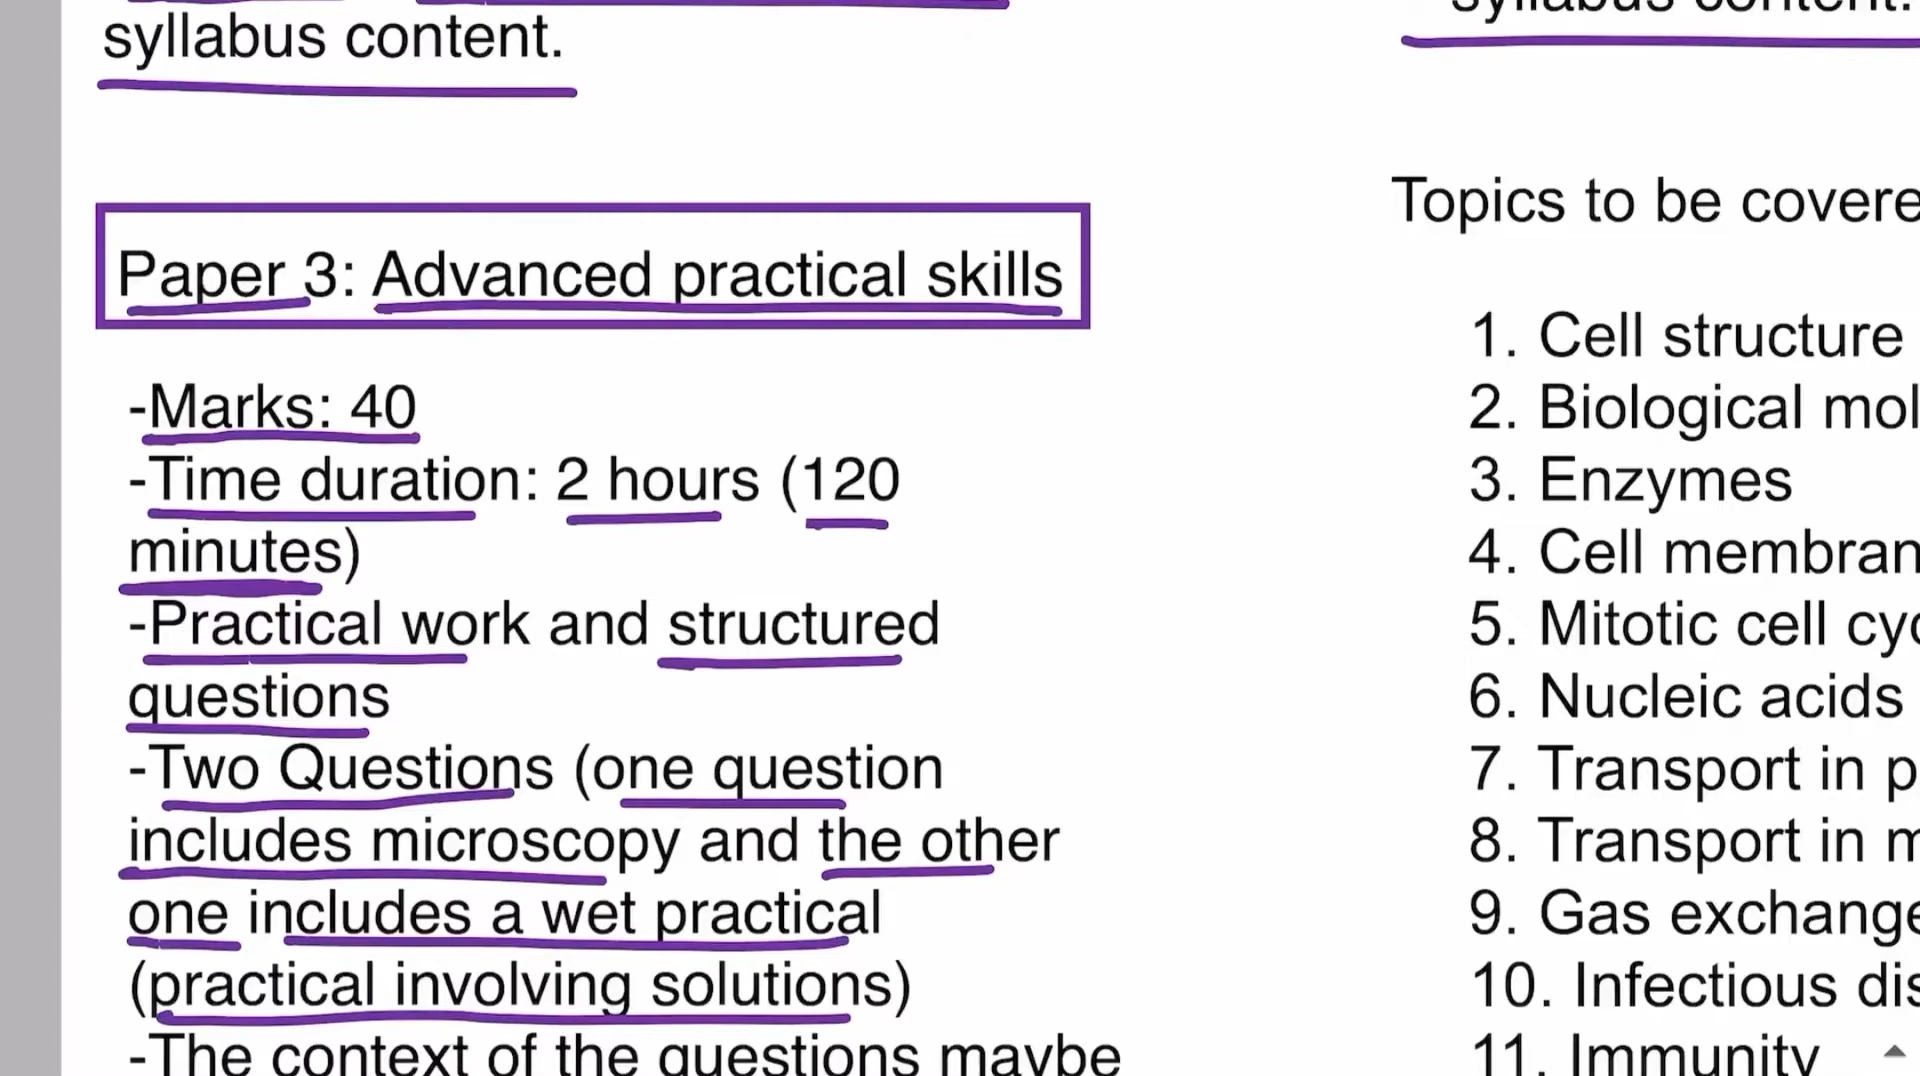 syllabus content.
Paper 3: Advanced practical skills
-Marks: 40
-Time duration: 2 hours (120
minutes)
-Practical work and structured
questions
-Two Questions (one question
includes microscopy and the other
one includes a wet practical
(practical involving solutions)
-The context of the questions maybe
syllabus content.
Topics to be covere
1. Cell structure
2. Biological mol
3. Enzymes
4. Cell membran
5. Mitotic cell cyc
6. Nucleic acids
7. Transport in p
8. Transport in m
9. Gas exchange
10. Infectious dis
11. Immunity